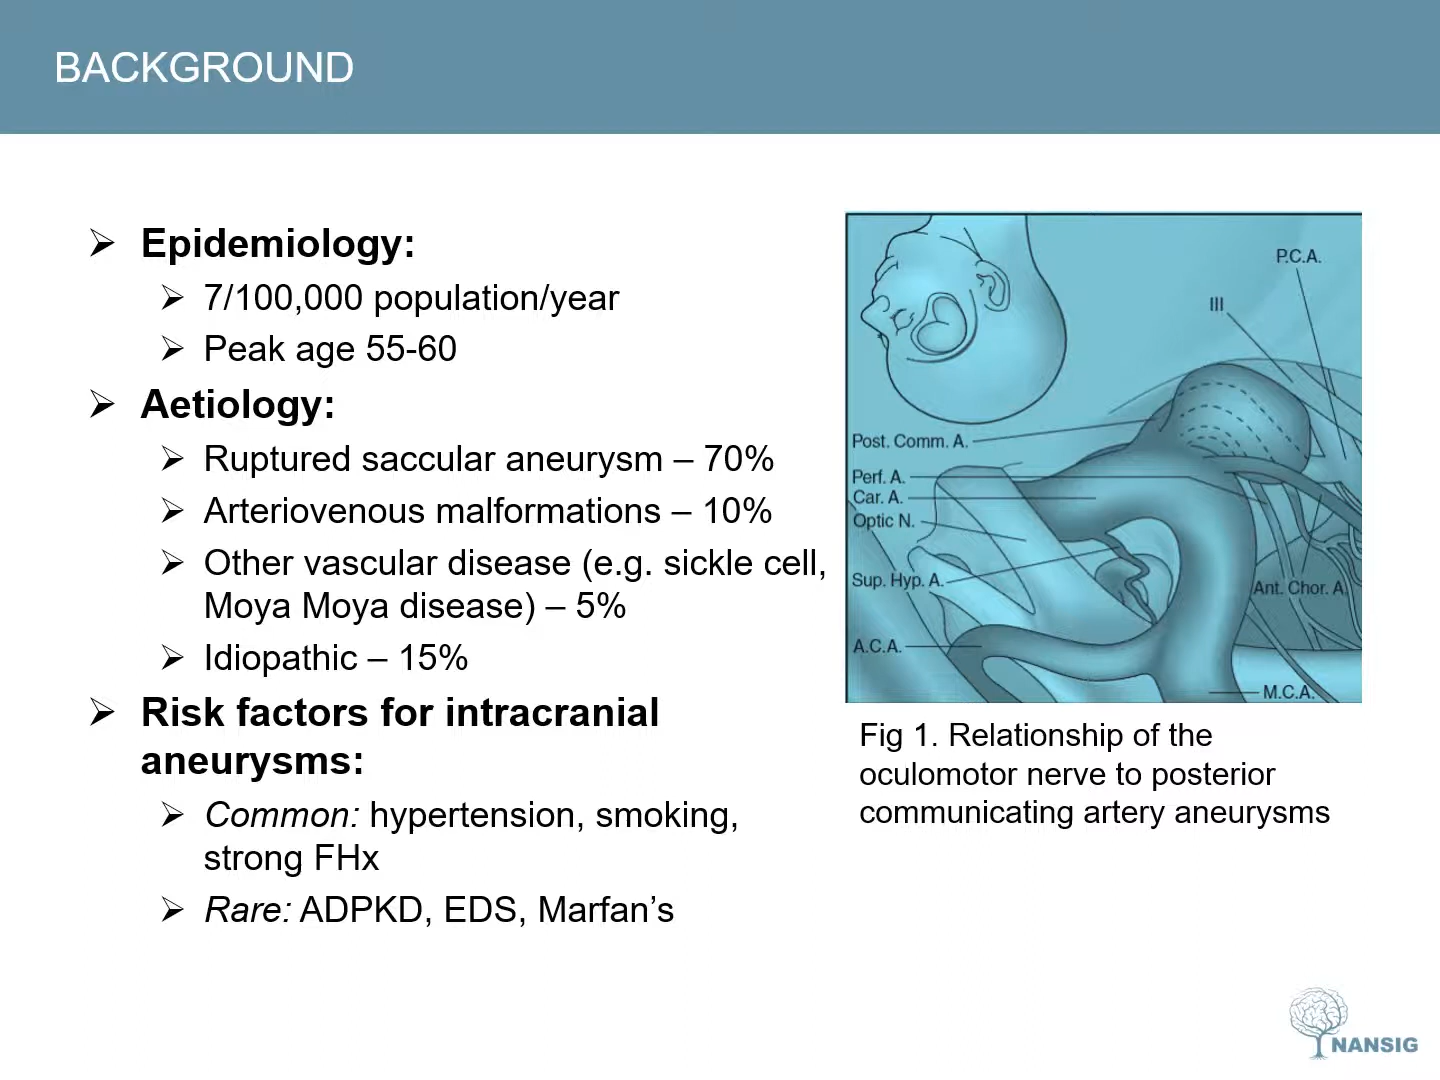 BACKGROUND
Epidemiology:
7/100,000 population/year
Peak age 55-60
Aetiology:
Ruptured saccular aneurysm – 70%
Arteriovenous malformations – 10%
Other vascular disease (e.g. sickle cell,
Moya Moya disease) – 5%
Idiopathic – 15%
Risk factors for intracranial
aneurysms:
Common: hypertension, smoking,
strong FHx
Rare: ADPKD, EDS, Marfan’s
P.C.A.
III
Post. Comm. A.
Perf. A.
Car. A.
Optic N.
Sup. Hyp. A.
Ant. Chor. A.
A.C.A.
M.C.A.
Fig 1. Relationship of the
oculomotor nerve to posterior
communicating artery aneurysms
NANSIG